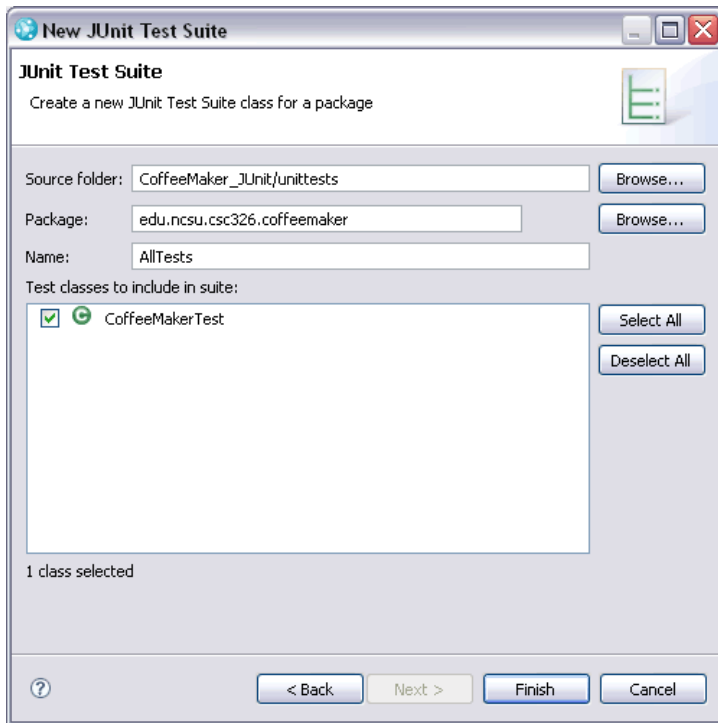 New JUnit Test Suite
JUnit Test Suite
Create a new JUnit Test Suite class for a package
Source folder: CoffeeMaker_JUnit/unittests Browse...
Package: edu.ncsu.csc326.coffeemaker Browse...
Name: AllTests
Test classes to include in suite:
CoffeeMakerTest
Select All
Deselect All
1 class selected
< Back Next > Finish Cancel